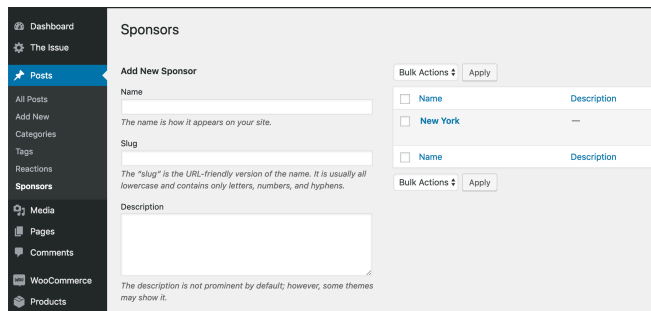 Dashboard
The Issue
Posts
All Posts
Add New
Categories
Tags
Reactions
Sponsors
Media
Pages
Comments
WooCommerce
Products
Sponsors
Add New Sponsor
Name
The name is how it appears on your site.
Slug
The "slug" is the URL-friendly version of the name. It is usually all
lowercase and contains only letters, numbers, and hyphens.
Description
The description is not prominent by default; however, some themes
may show it.
Bulk Actions Apply
Name Description
New York —
Name Description
Bulk Actions Apply